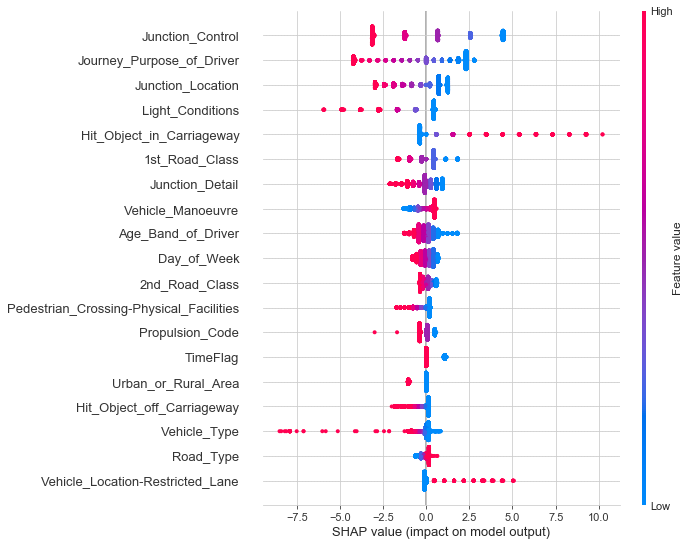 High
Junction_Control
Journey_Purpose_of_Driver
Junction_Location
Light_Conditions
Hit_Object_in_Carriageway
1st_Road_Class
Junction_Detail
Vehicle_Manoeuvre
Age_Band_of_Driver
Day_of_Week
2nd_Road_Class
Pedestrian_Crossing-Physical_Facilities
Propulsion_Code
TimeFlag
Urban_or_Rural_Area
Hit_Object_off_Carriageway
Vehicle_Type
Road_Type
Vehicle_Location-Restricted_Lane
Feature value
Low
−7.5 −5.0 −2.5 0.0 2.5 5.0 7.5 10.0
SHAP value (impact on model output)